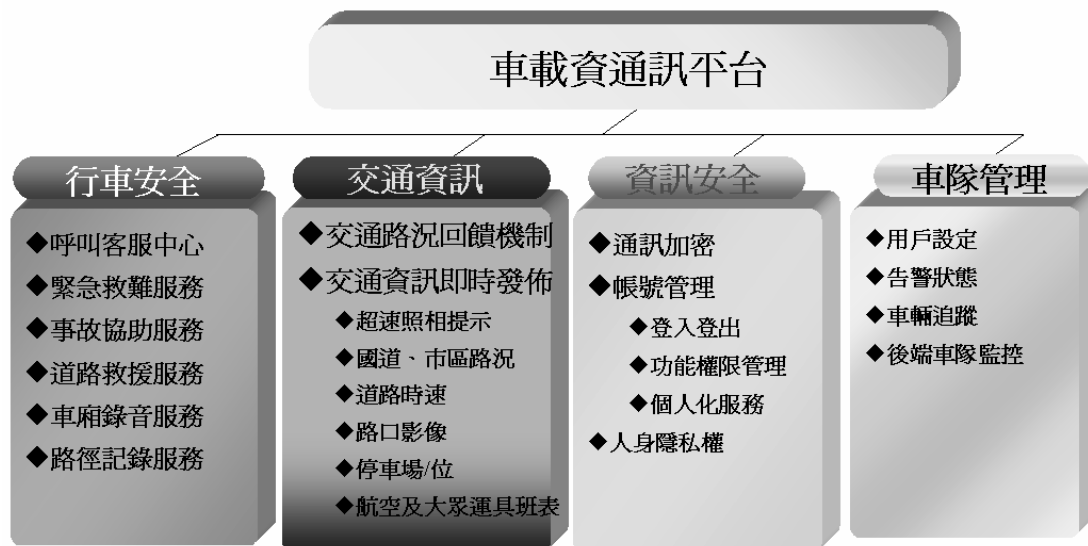 車載資通訊平台
行車安全
◆呼叫客服中心
◆緊急救難服務
◆事故協助服務
◆道路救援服務
◆車廂錄音服務
◆路徑記錄服務
交通資訊
◆交通路況回饋機制
◆交通資訊即時發佈
◆超速照相提示
◆國道、市區路況
◆道路時速
◆路口影像
◆停車場/位
◆航空及大眾運具班表
資訊安全
◆通訊加密
◆帳號管理
◆登入登出
◆功能權限管理
◆個人化服務
◆人身隱私權
車隊管理
◆用戶設定
◆告警狀態
◆車輛追蹤
◆後端車隊監控